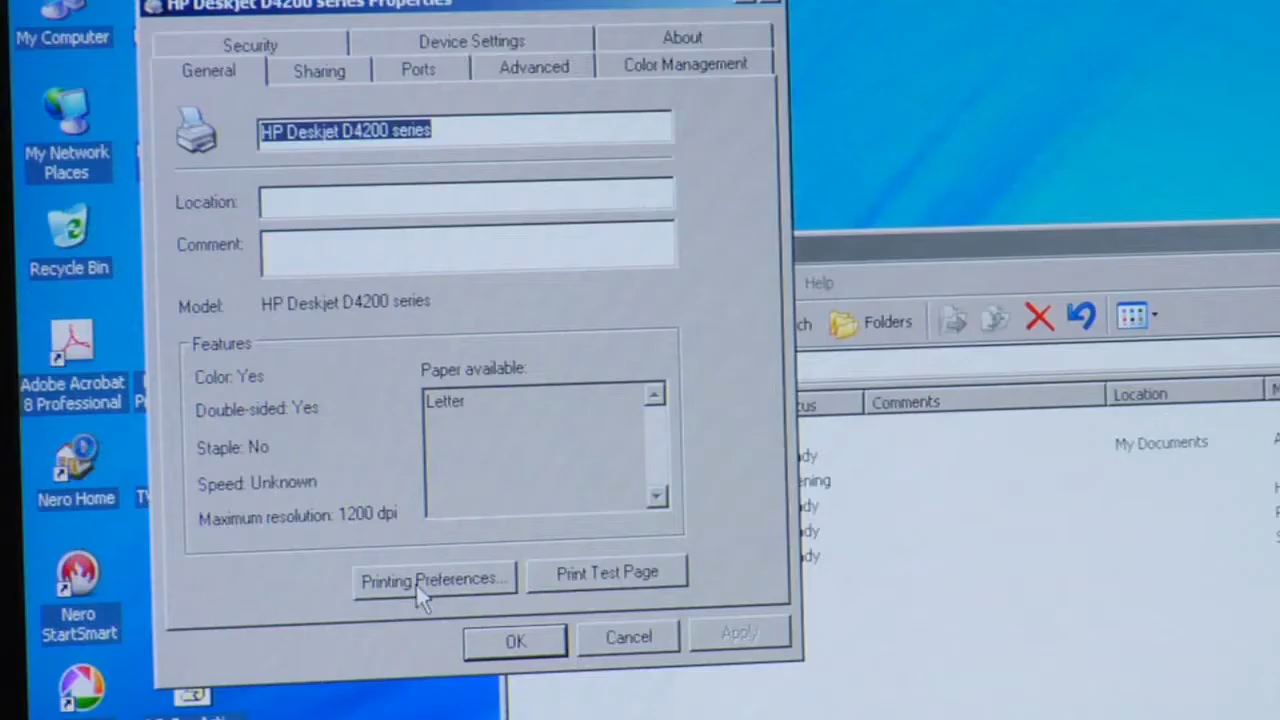 HP Deskjet D4200 series Properties
My Computer
My Network
Places
Recycle Bin
Adobe Acrobat
8 Professional
Nero Home
Nero
StartSmart
Security
Device Settings
About
General
Sharing
Ports
Advanced
Color Management
HP Deskjet D4200 series
Location:
Comment:
Model:
HP Deskjet D4200 series
Features
Color: Yes
Double-sided: Yes
Staple: No
Speed: Unknown
Maximum resolution: 1200 dpi
Paper available:
Letter
Printing Preferences...
Print Test Page
OK
Cancel
Apply
Help
Folders
Comments
Location
My Documents